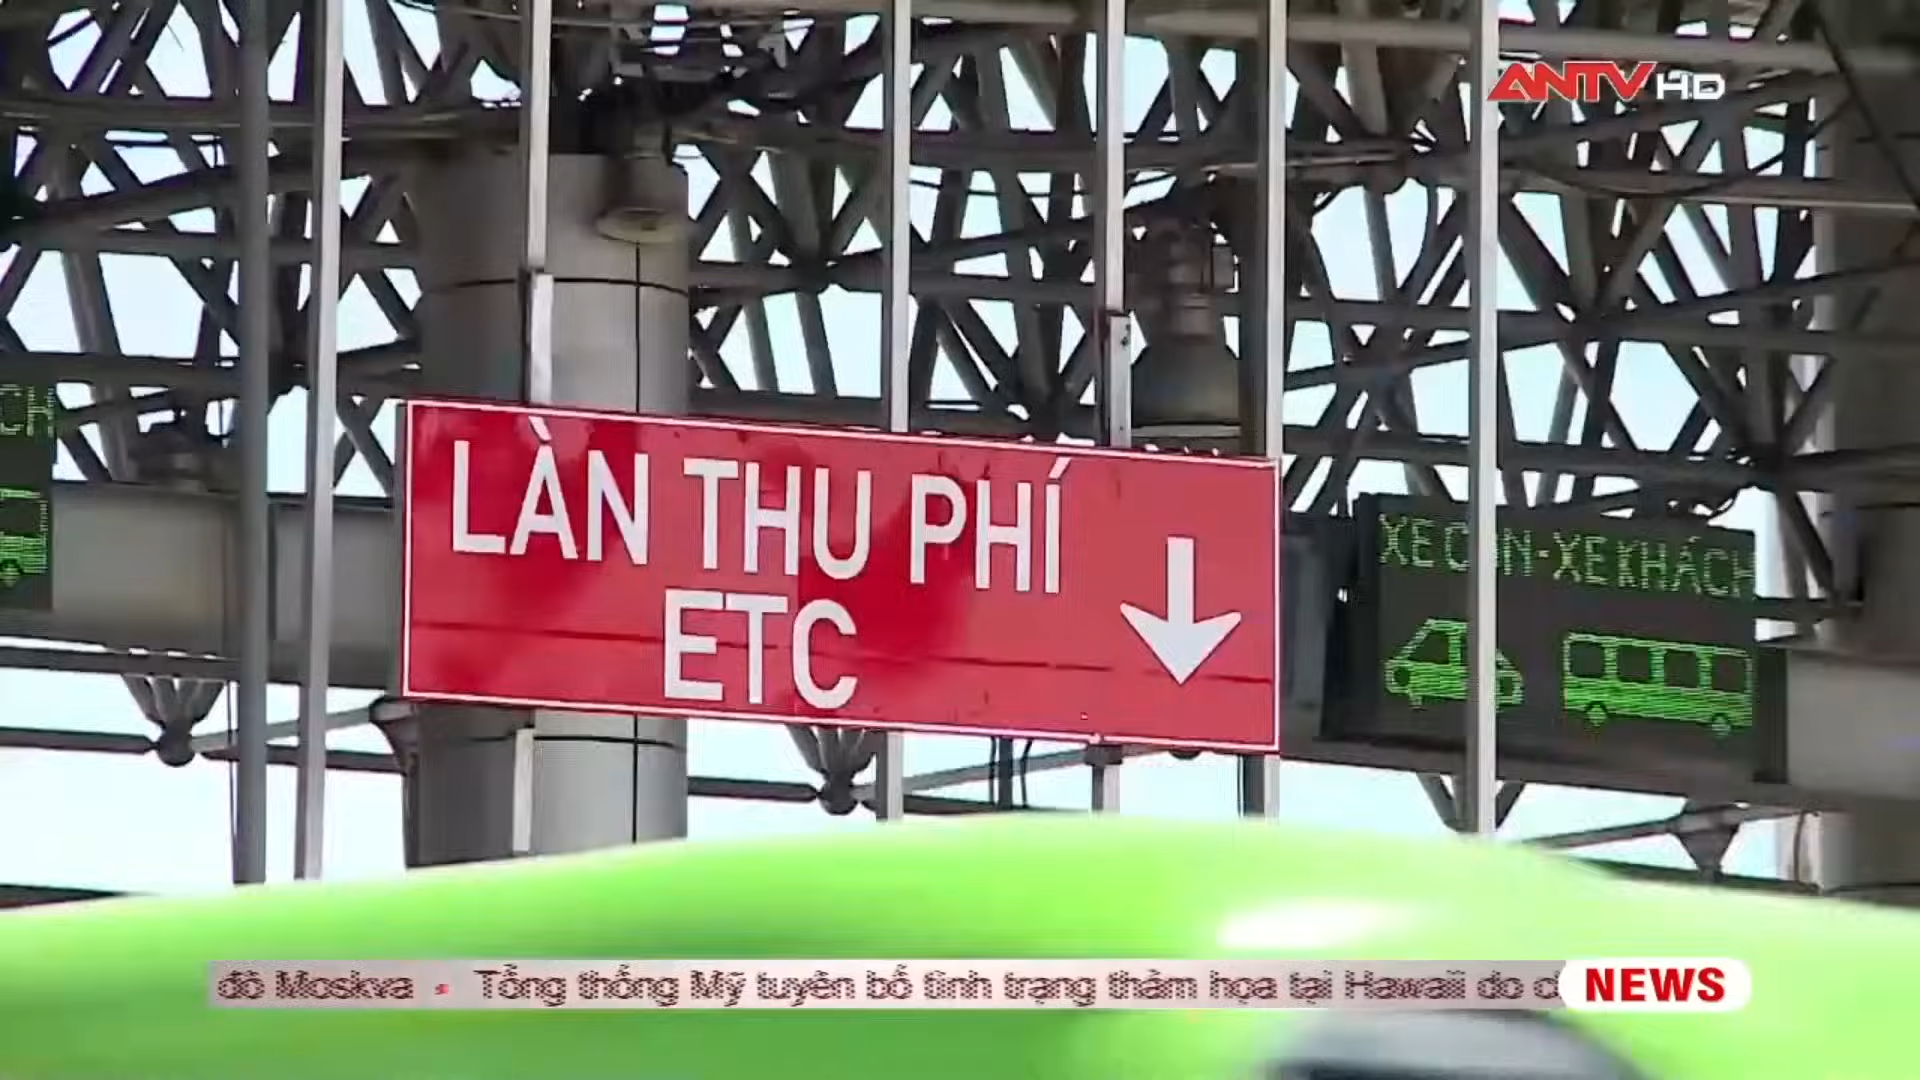 ANTV HD
CH
LÀN THU PHÍ
ETC
XE CON-XE KHÁCH
đô Moskva • Tổng thống Mỹ tuyên bố tình trạng thảm họa tại Hawaii do c
NEWS